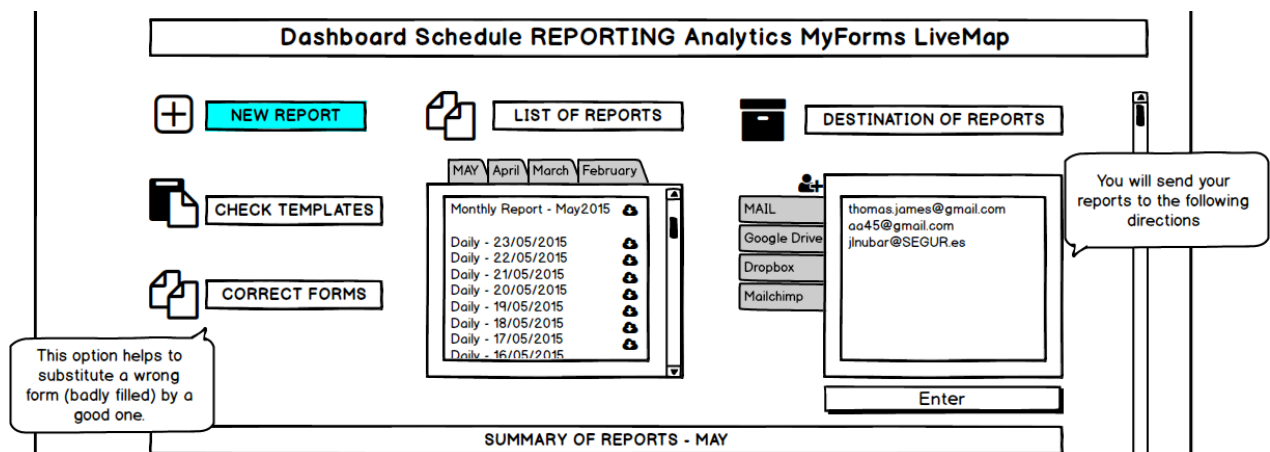 Dashboard Schedule REPORTING Analytics MyForms LiveMap
NEW REPORT
LIST OF REPORTS
DESTINATION OF REPORTS
CHECK TEMPLATES
CORRECT FORMS
This option helps to
substitute a wrong
form (badly filled) by a
good one.
MAY April March February
Monthly Report - May2015
Daily - 23/05/2015
Daily - 22/05/2015
Daily - 21/05/2015
Daily - 20/05/2015
Daily - 19/05/2015
Daily - 18/05/2015
Daily - 17/05/2015
Daily - 16/05/2015
MAIL
Google Drive
Dropbox
Mailchimp
thomas.james@gmail.com
aa45@gmail.com
jlnubar@SEGUR.es
You will send your
reports to the following
directions
Enter
SUMMARY OF REPORTS - MAY